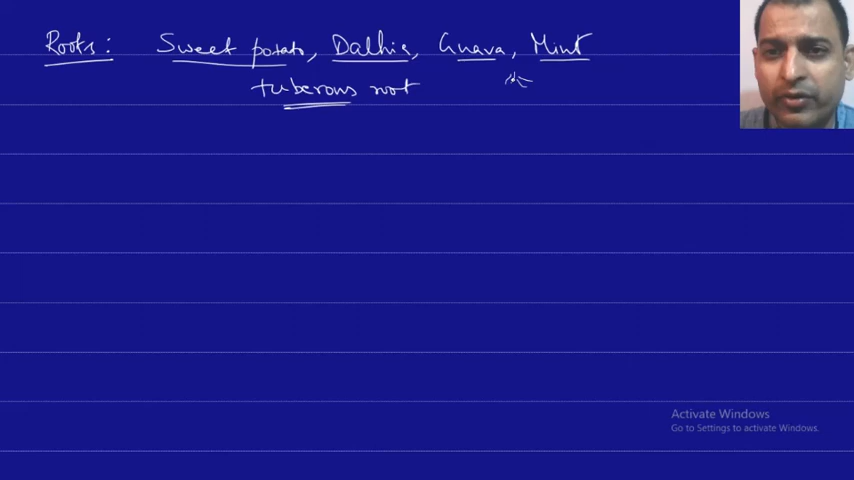 Roots: Sweet potato, Dalhia, Guava, Mint
tuberous root
Activate Windows
Go to Settings to activate Windows.